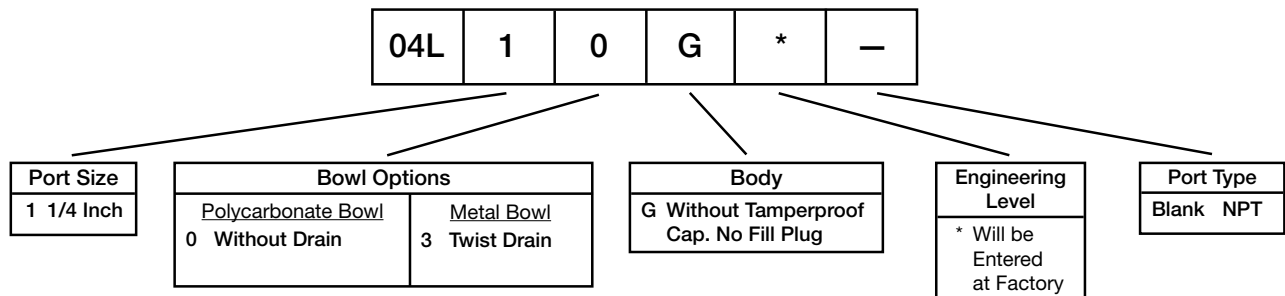 04L 1 0 G * —
Port Size
1 1/4 Inch
Bowl Options
Polycarbonate Bowl
0 Without Drain
Metal Bowl
3 Twist Drain
Body
G Without Tamperproof
Cap. No Fill Plug
Engineering
Level
* Will be
Entered
at Factory
Port Type
Blank NPT